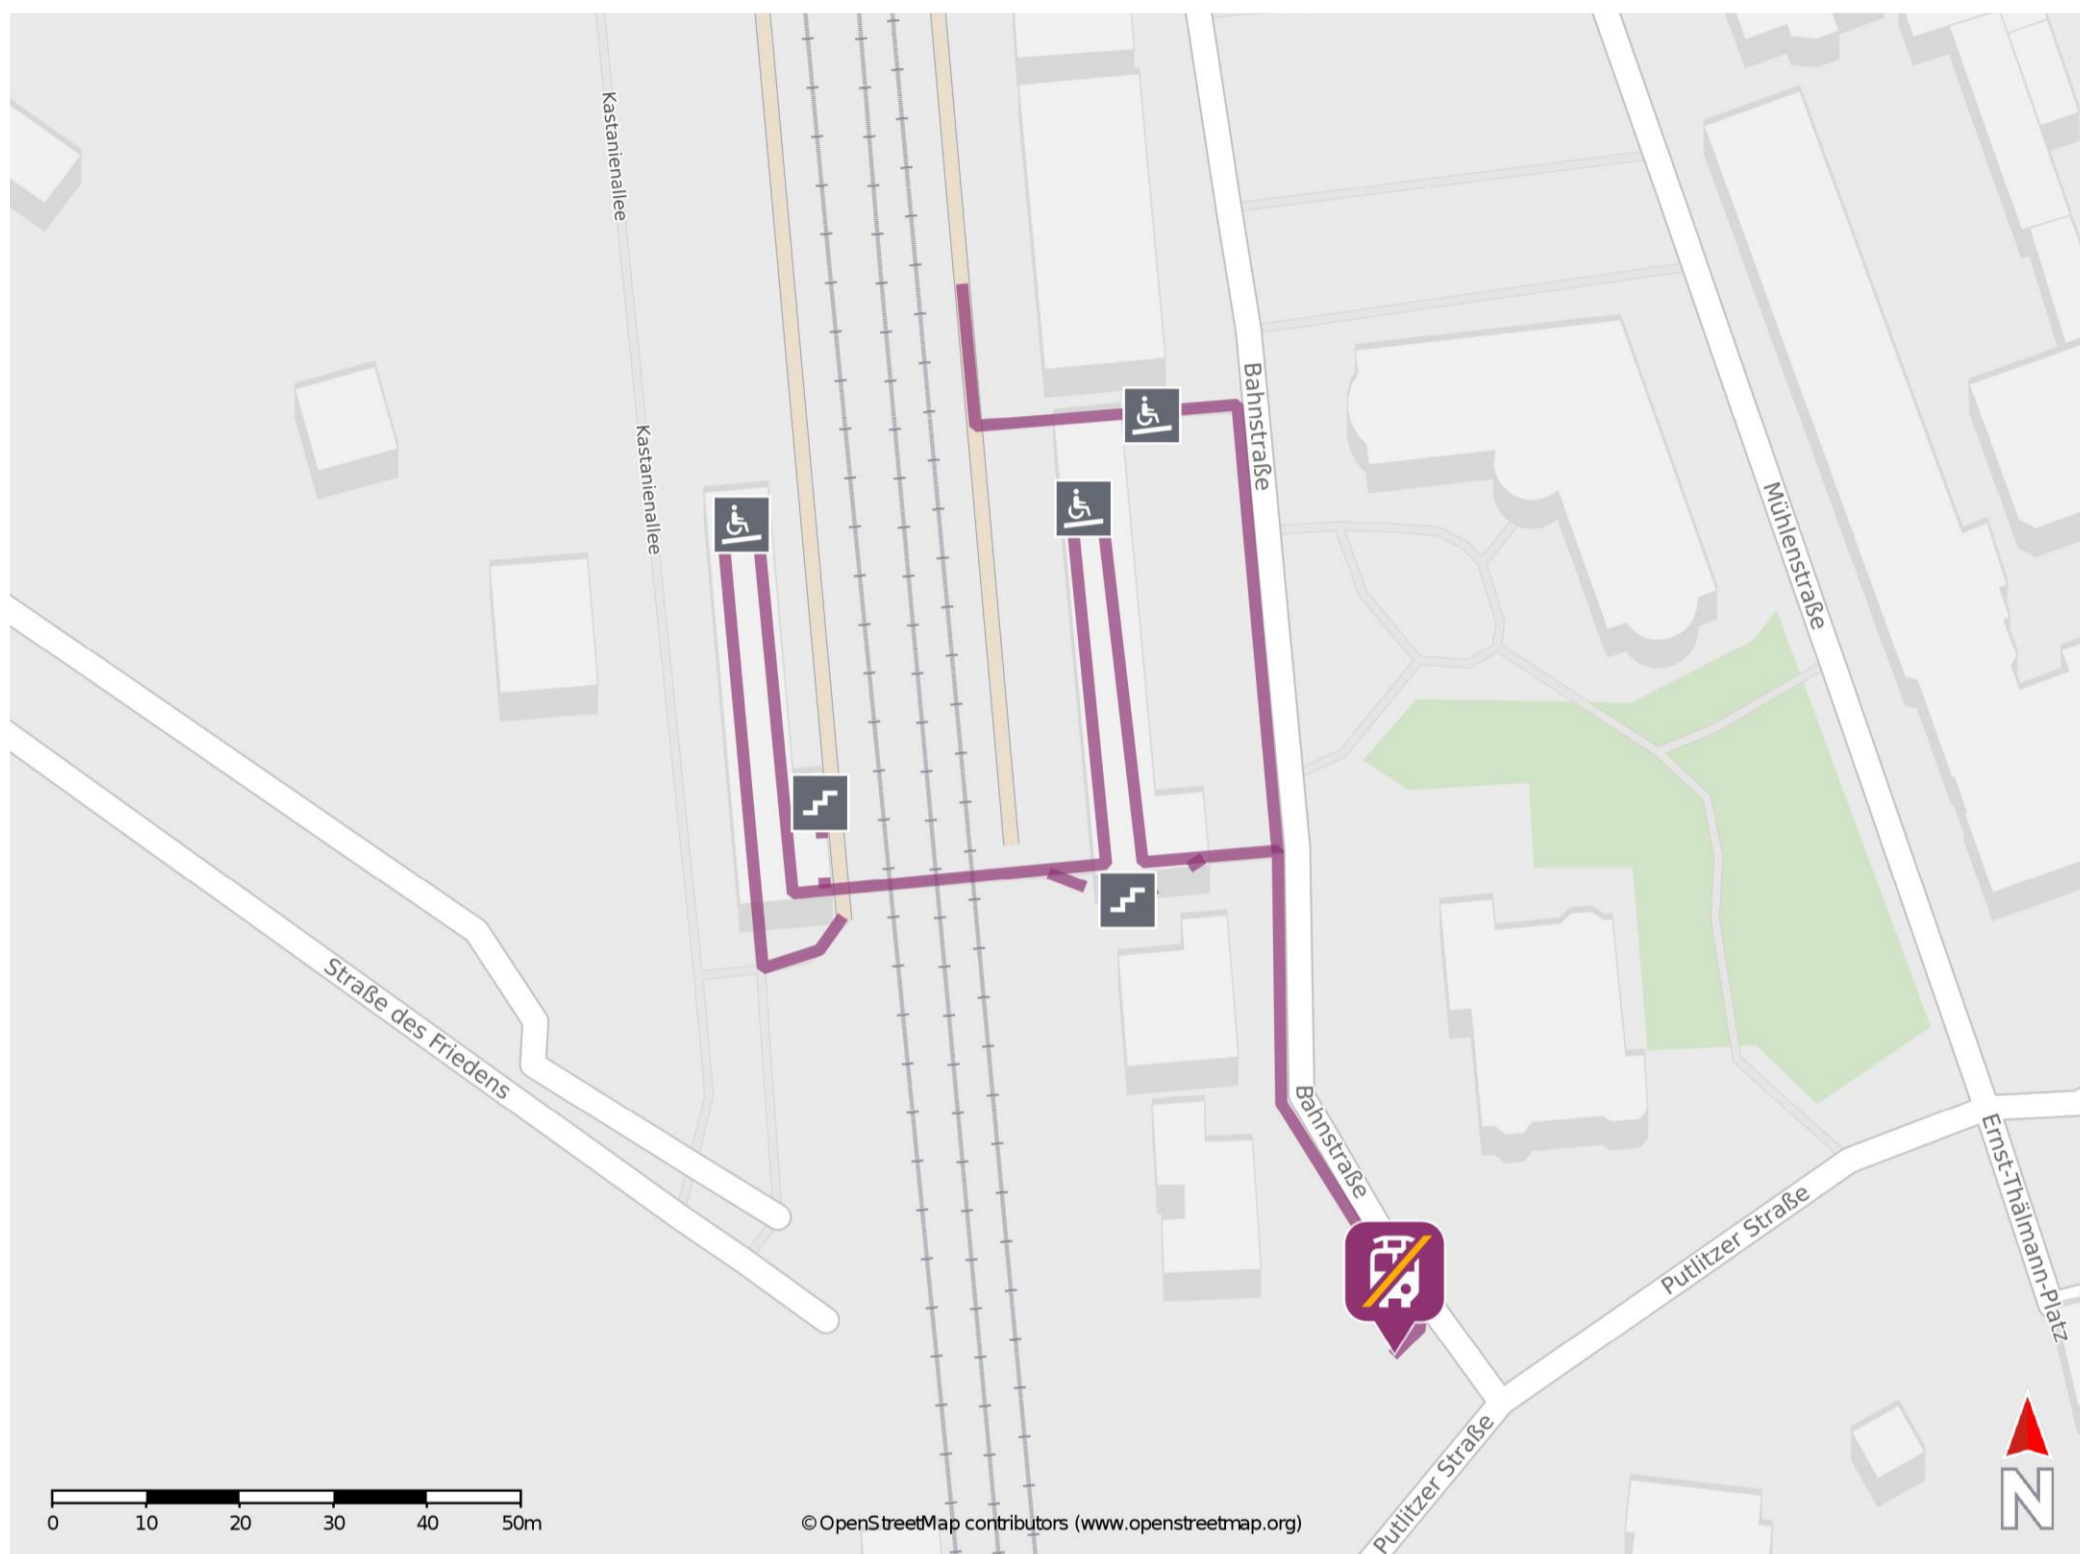 Kastanienallee
Bahnstraße
Kastanienallee
Mühlenstraße
Straße des Friedens
Bahnstraße
Ernst-Thälmann-Platz
Putlitzer Straße
Putlitzer Straße
N
0 10 20 30 40 50m
© OpenStreetMap contributors (www.openstreetmap.org)